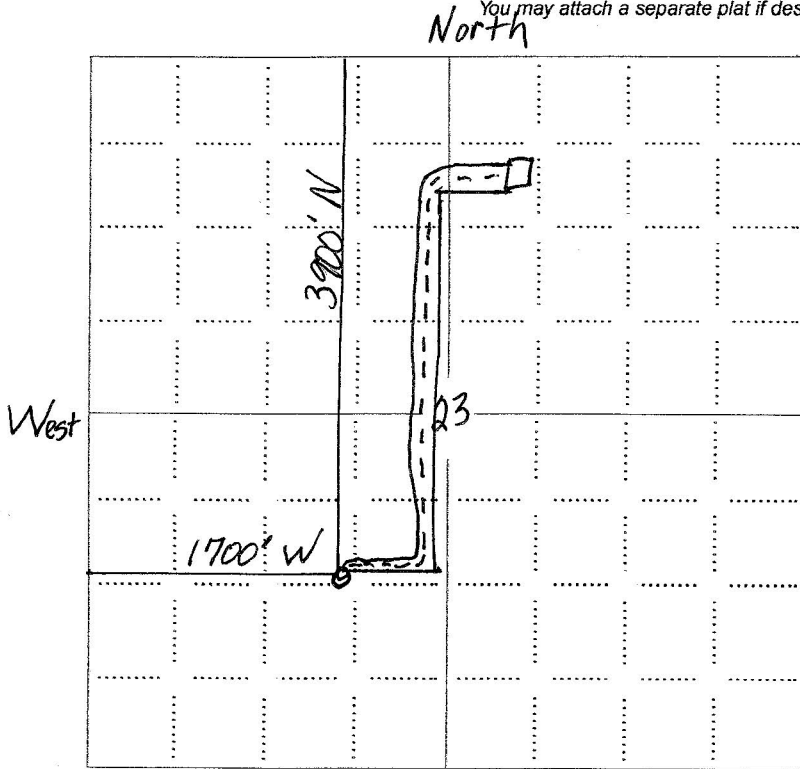 You may attach a separate plat if des
North
3900' N
West
23
1700' W